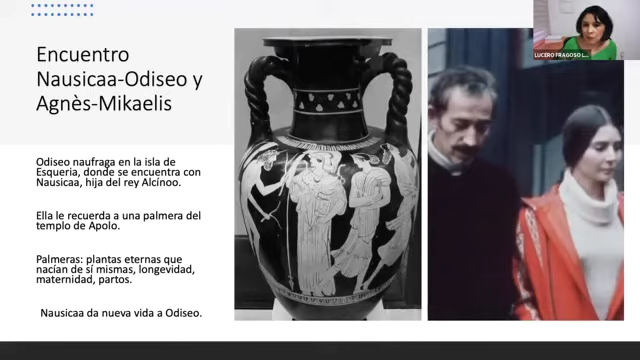 LUCERO FRAGOSO L...
Encuentro
Nausicaa-Odiseo y
Agnès-Mikaelis
Odiseo naufraga en la isla de
Esqueria, donde se encuentra con
Nausicaa, hija del rey Alcínoo.
Ella le recuerda a una palmera del
templo de Apolo.
Palmeras: plantas eternas que
nacían de sí mismas, longevidad,
maternidad, partos.
Nausicaa da nueva vida a Odiseo.